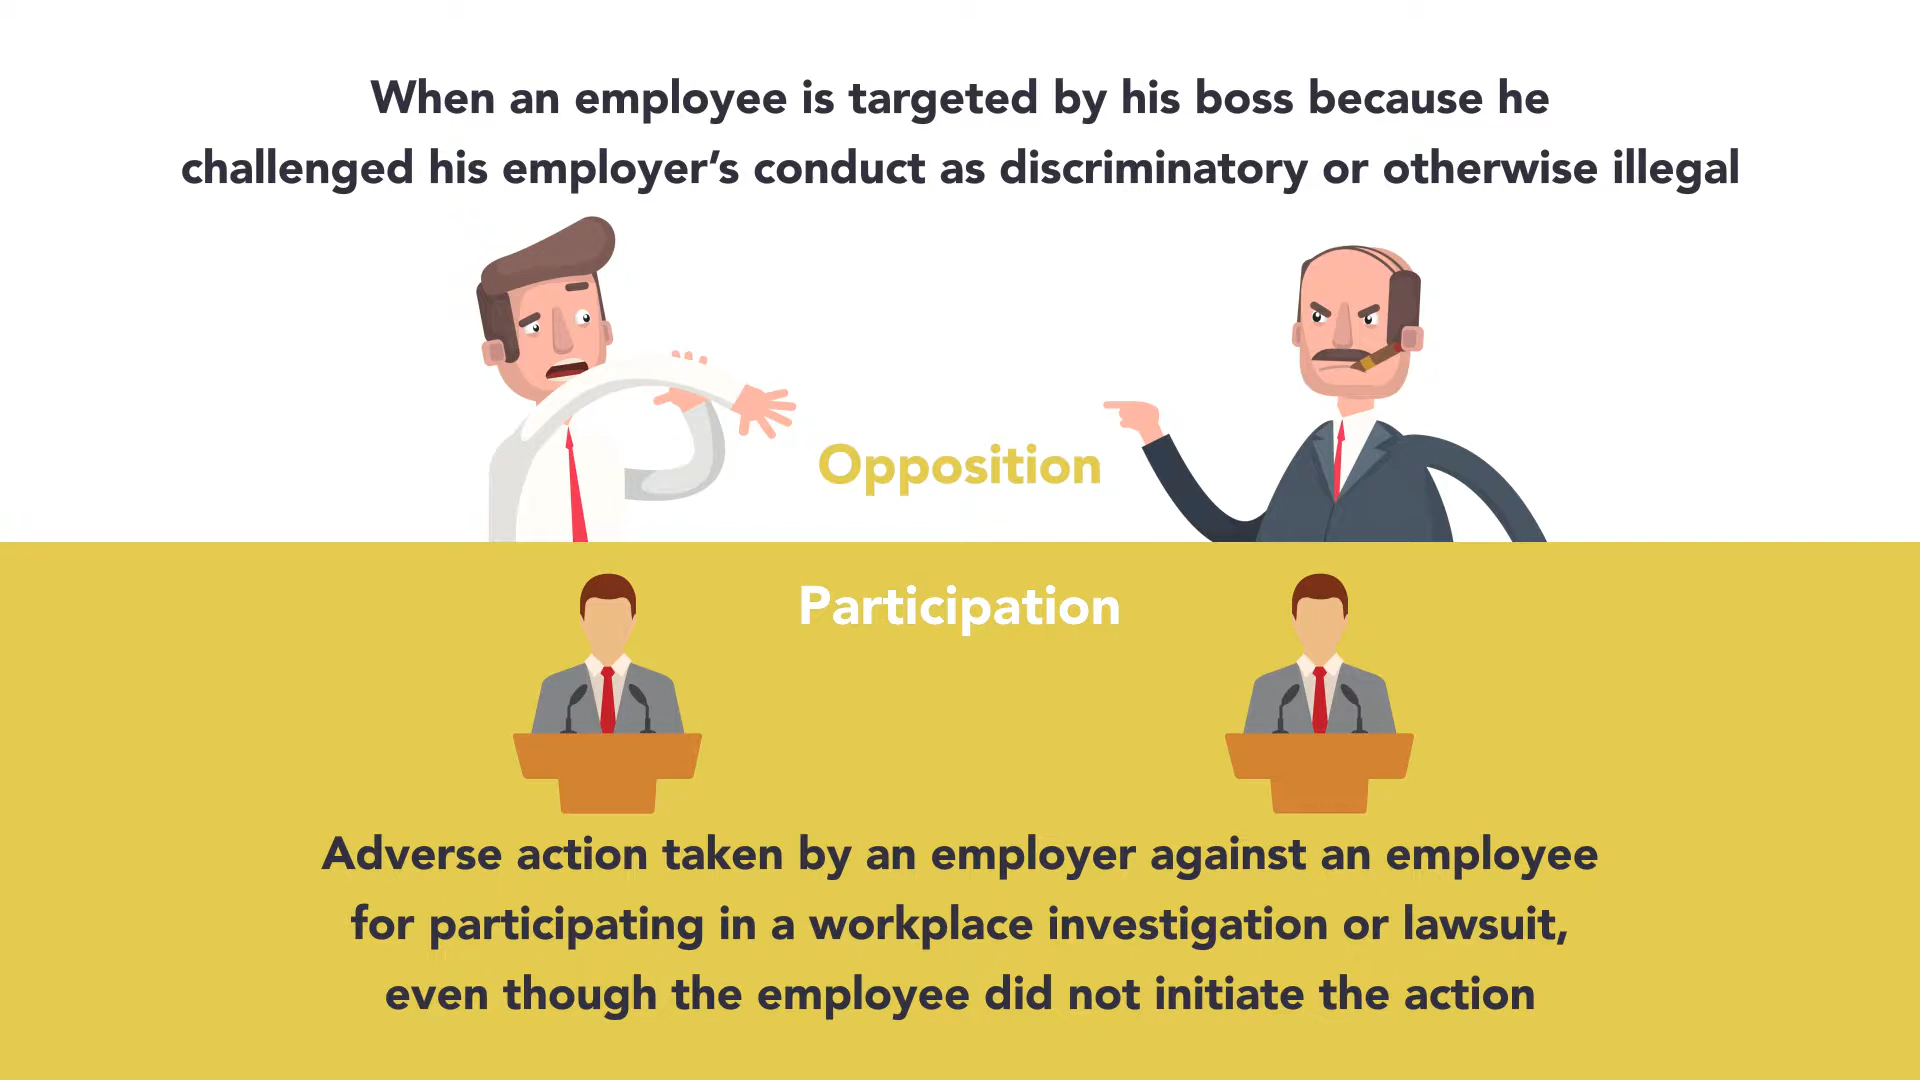 When an employee is targeted by his boss because he
challenged his employer’s conduct as discriminatory or otherwise illegal
Opposition
Participation
Adverse action taken by an employer against an employee
for participating in a workplace investigation or lawsuit,
even though the employee did not initiate the action